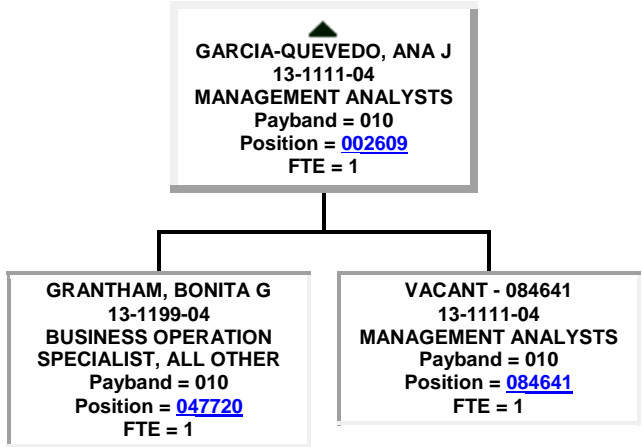 GARCIA-QUEVEDO, ANA J
13-1111-04
MANAGEMENT ANALYSTS
Payband = 010
Position = 002609
FTE = 1
GRANTHAM, BONITA G
13-1199-04
BUSINESS OPERATION
SPECIALIST, ALL OTHER
Payband = 010
Position = 047720
FTE = 1
VACANT - 084641
13-1111-04
MANAGEMENT ANALYSTS
Payband = 010
Position = 084641
FTE = 1